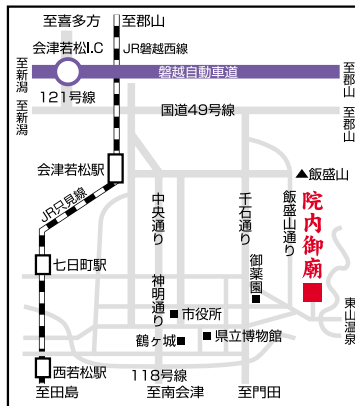 至喜多方
至郡山
会津若松I.C
JR磐越西線
至新潟
磐越自動車道
至郡山
121号線
至新潟
国道49号線
至郡山
会津若松駅
▲飯盛山
JR只見線
中央通り
千石通り
飯盛山通り
院内御廟
御薬園
七日町駅
神明通り
市役所
東山温泉
県立博物館
鶴ヶ城
西若松駅
118号線
至田島
至南会津
至門田